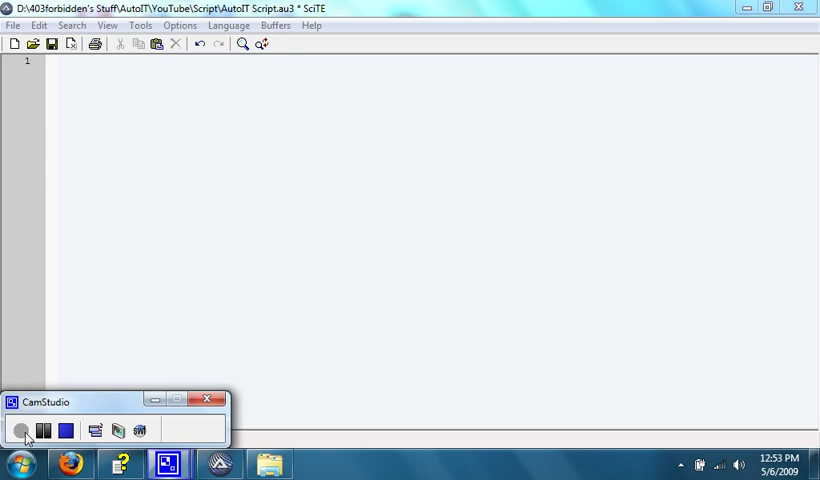 D:\403forbidden's Stuff\AutoIT\YouTube\Script\AutoIT Script.au3 * SciTE
File Edit Search View Tools Options Language Buffers Help
1
CamStudio
SWF
12:53 PM
5/6/2009